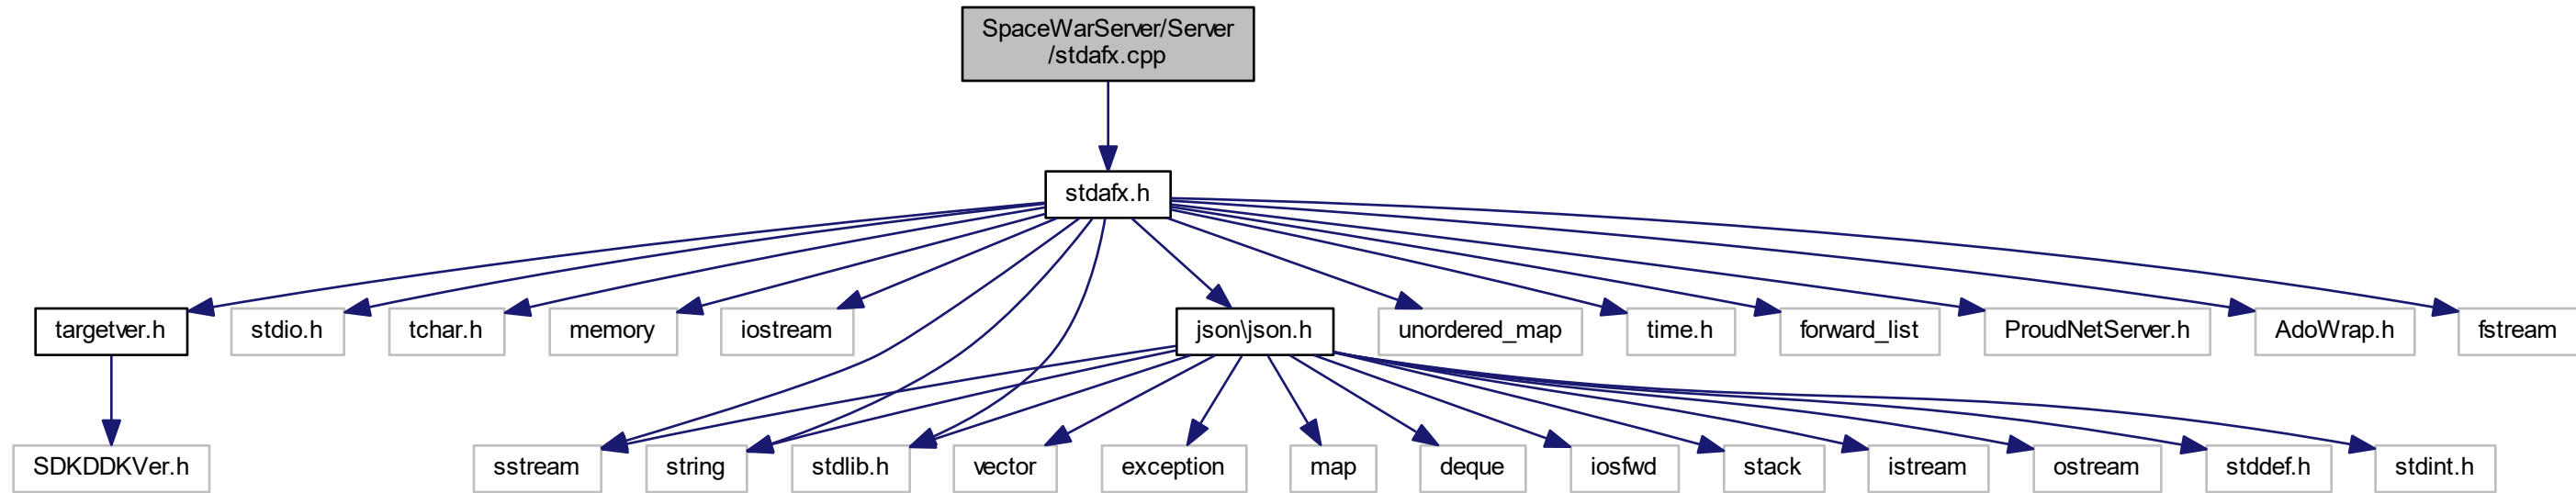 SpaceWarServer/Server
/stdafx.cpp
stdafx.h
targetver.h
stdio.h
tchar.h
memory
iostream
json\json.h
unordered_map
time.h
forward_list
ProudNetServer.h
AdoWrap.h
fstream
SDKDDKVer.h
sstream
string
stdlib.h
vector
exception
map
deque
iosfwd
stack
istream
ostream
stddef.h
stdint.h